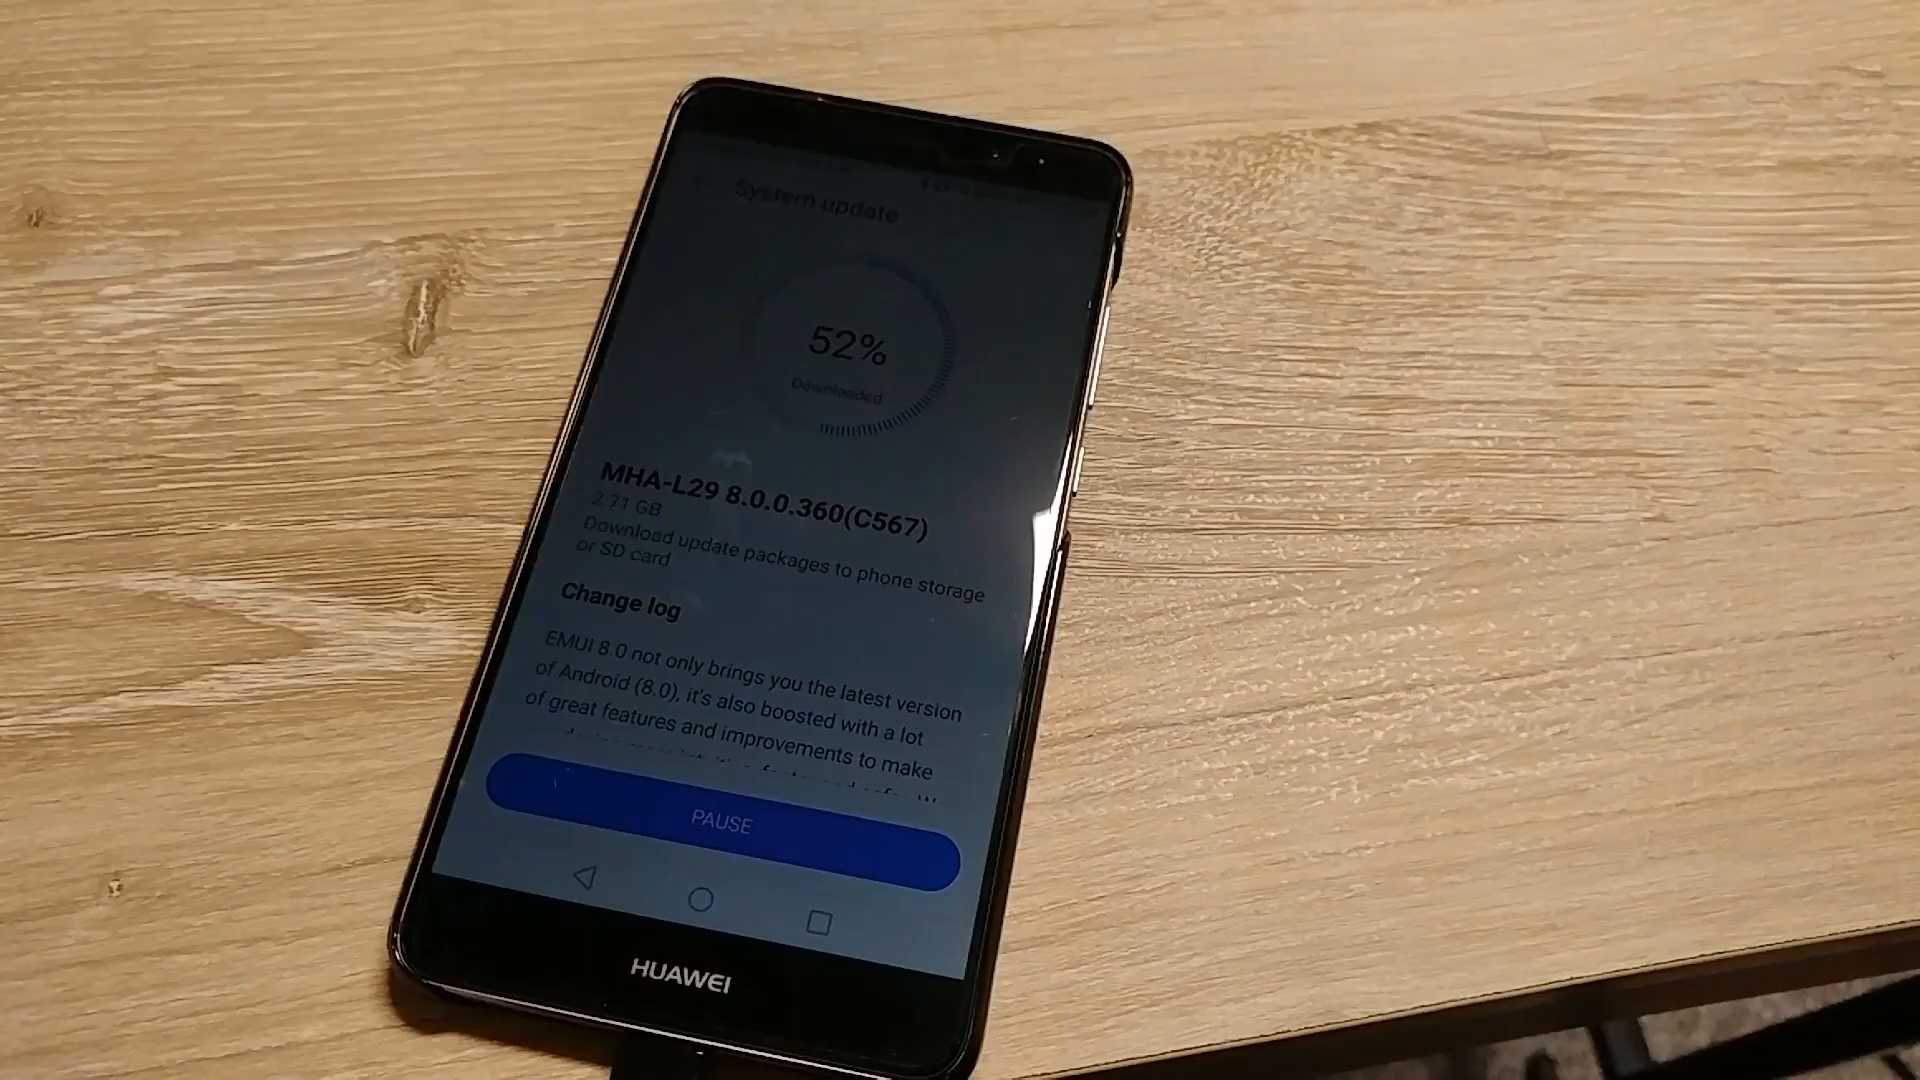 System update
52%
Downloaded
MHA-L29 8.0.0.360(C567)
2.71 GB
Download update packages to phone storage
or SD card
Change log
EMUI 8.0 not only brings you the latest version
of Android (8.0), it's also boosted with a lot
of great features and improvements to make
PAUSE
HUAWEI